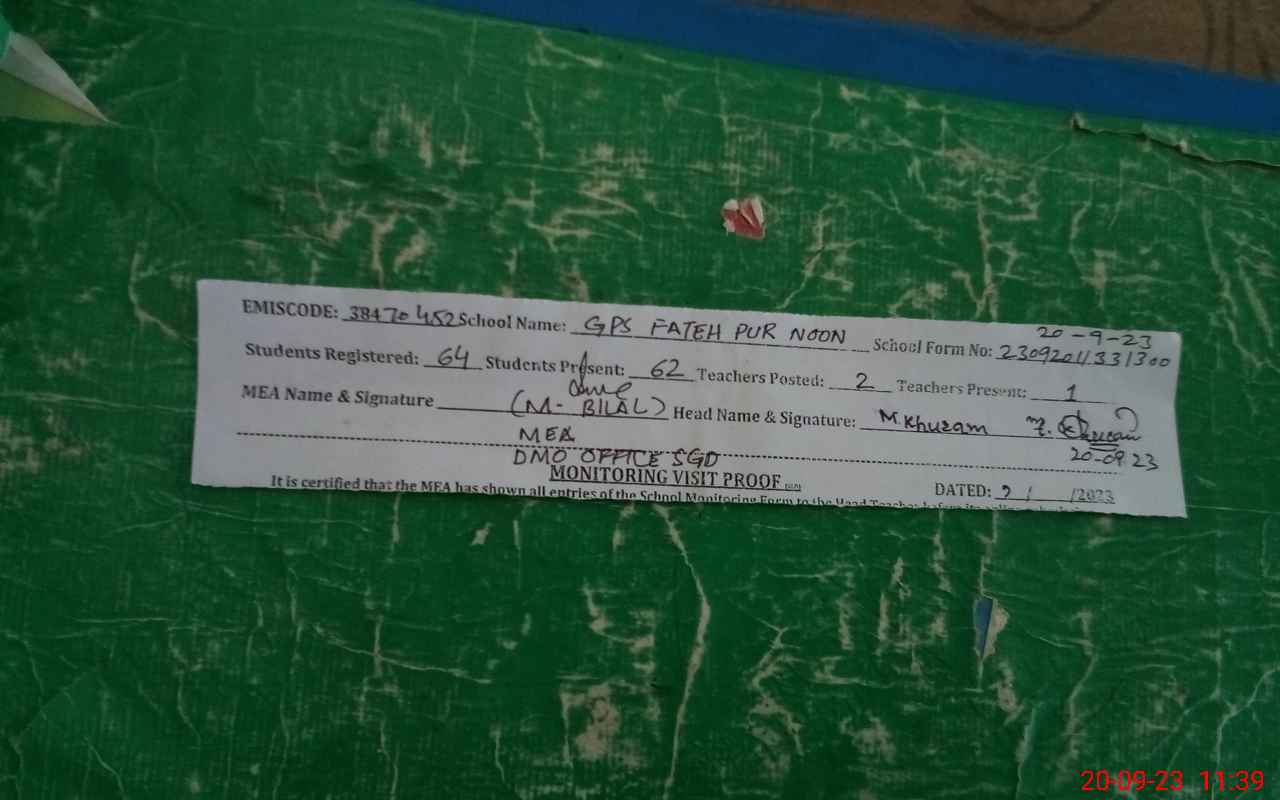 20-9-23
EMISCODE: 38470452 School Name: GPS FATEH PUR NOON School Form No: 2309201331300
Students Registered: 64 Students Present: 62 Teachers Posted: 2 Teachers Present: 1
MEA Name & Signature (M. BILAL) Head Name & Signature: M.Khuram
MEA
20-09-23
DMO OFFICE SGD
MONITORING VISIT PROOF
DATED: / /2023
It is certified that the MEA has shown all entries of the School Monitoring Form to the Head Teacher before its
20-09-23 11:39